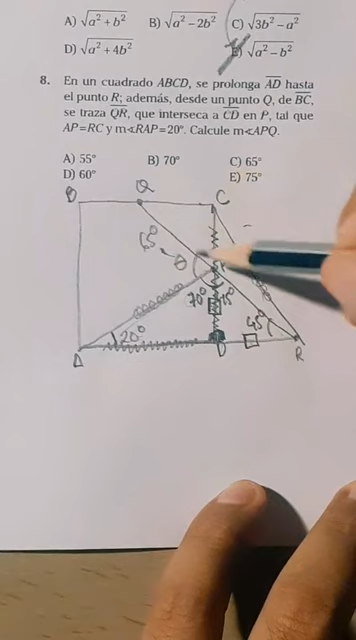 A) √a² + b²  B) √a² − 2b²  C) √3b² − a²
D) √a² + 4b²  E) √a² − b²
8. En un cuadrado ABCD, se prolonga AD hasta
el punto R; además, desde un punto Q, de BC,
se traza QR, que interseca a CD en P, tal que
AP=RC y m∢RAP=20°. Calcule m∢APQ.
A) 55°  B) 70°  C) 65°
D) 60°  E) 75°
B Q C
65° θ
70° 45° 45°
20°
A D R